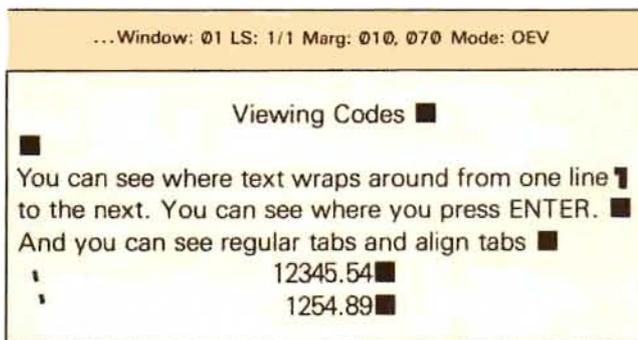 ...Window: 01 LS: 1/1 Marg: 010, 070 Mode: OEV
Viewing Codes ■
■
You can see where text wraps around from one line ¶
to the next. You can see where you press ENTER. ■
And you can see regular tabs and align tabs ■
12345.54■
1254.89■